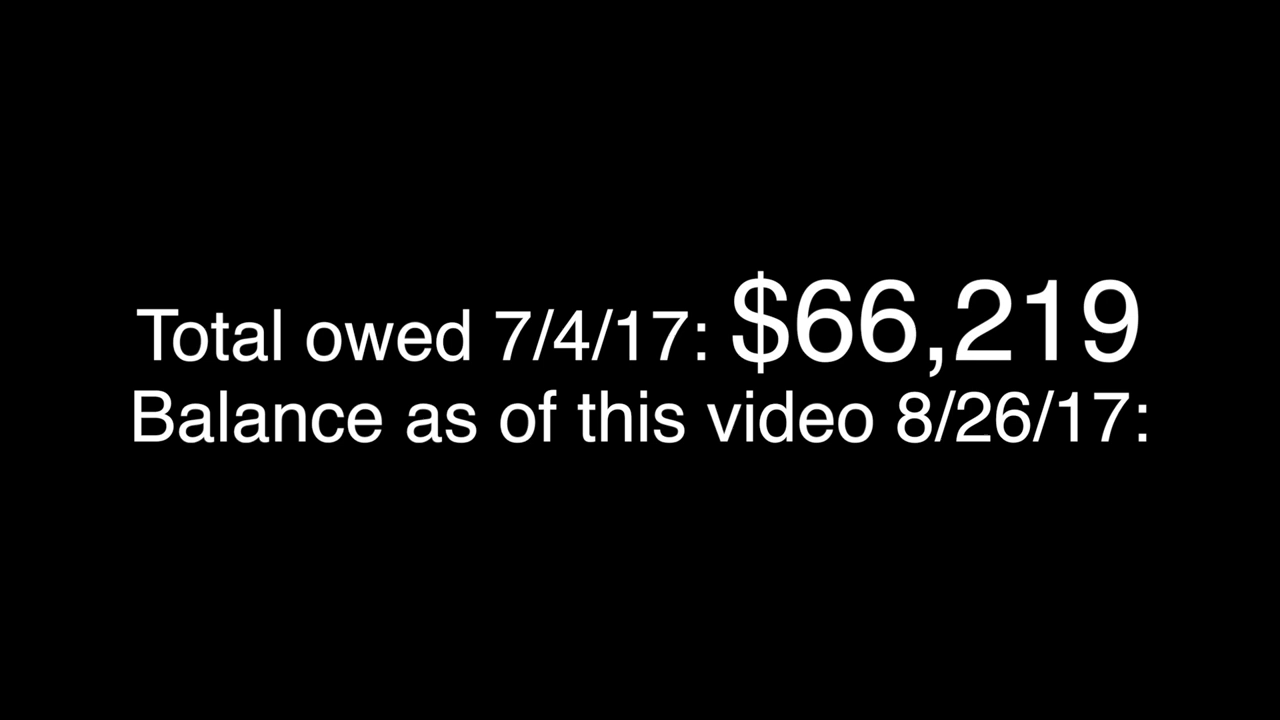 Total owed 7/4/17: $66,219
Balance as of this video 8/26/17: